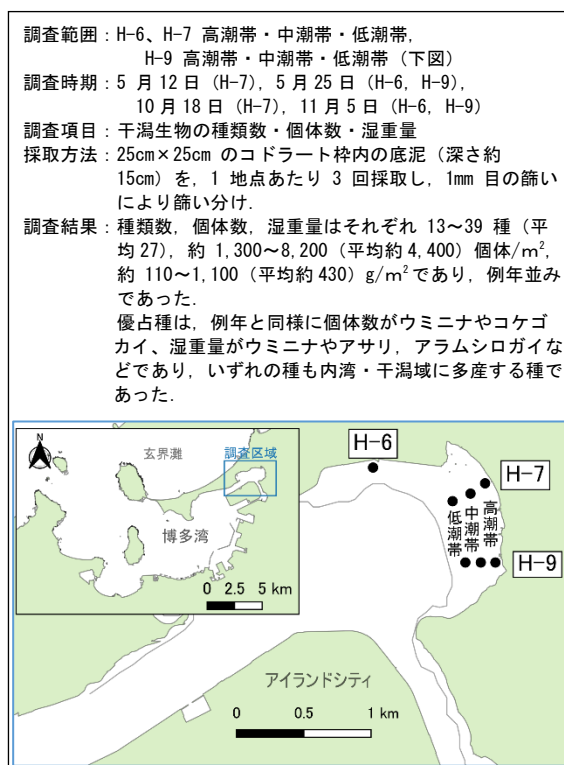 調査範囲：H-6、H-7 高潮帯・中潮帯・低潮帯，
H-9 高潮帯・中潮帯・低潮帯（下図）
調査時期：5 月 12 日（H-7），5 月 25 日（H-6，H-9），
10 月 18 日（H-7），11 月 5 日（H-6，H-9）
調査項目：干潟生物の種類数・個体数・湿重量
採取方法：25cm×25cm のコドラート枠内の底泥（深さ約
15cm）を，1 地点あたり 3 回採取し，1mm 目の篩い
により篩い分け．
調査結果：種類数，個体数，湿重量はそれぞれ 13～39 種（平
均 27），約 1,300～8,200（平均約 4,400）個体/m²，
約 110～1,100（平均約 430）g/m²であり，例年並み
であった．
優占種は，例年と同様に個体数がウミニナやコケゴ
カイ、湿重量がウミニナやアサリ，アラムシロガイな
どであり，いずれの種も内湾・干潟域に多産する種で
あった．
N
玄界灘
調査区域
博多湾
0 2.5 5 km
H-6
H-7
高潮帯
中潮帯
低潮帯
H-9
アイランドシティ
0 0.5 1 km